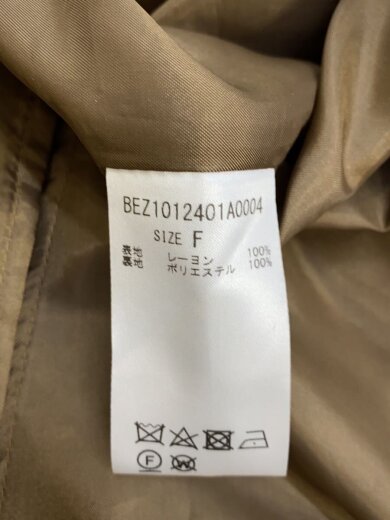 BEZ1012401A0004
SIZE F
表地 レーヨン 100%
裏地 ポリエステル 100%
F
W